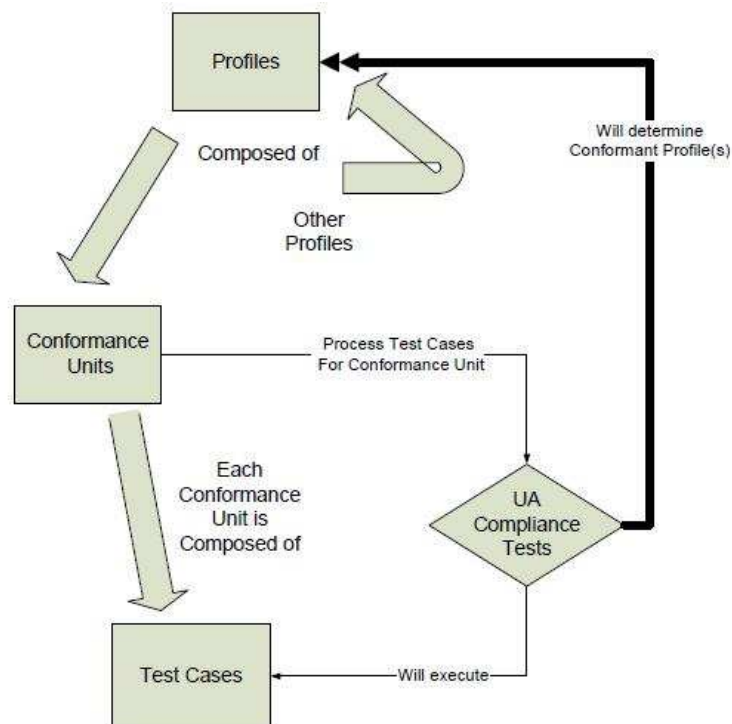 Profiles
Composed of
Other
Profiles
Will determine
Conformant Profile(s)
Conformance
Units
Process Test Cases
For Conformance Unit
Each
Conformance
Unit is
Composed of
UA
Compliance
Tests
Test Cases
Will execute